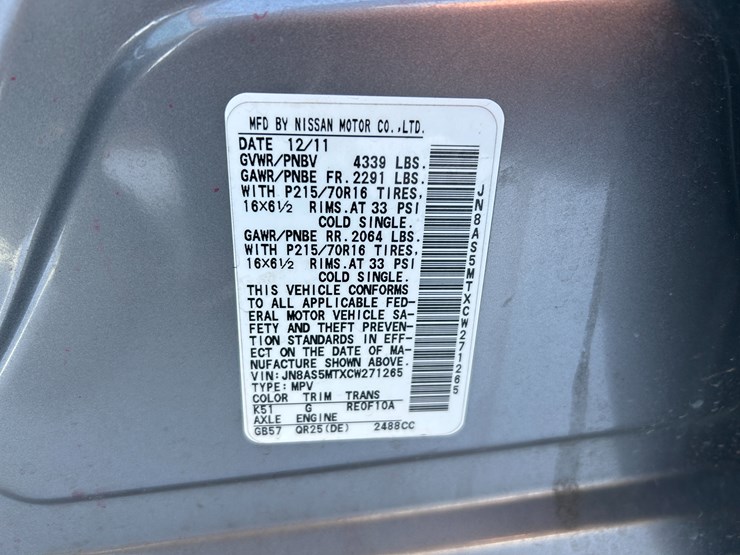 MFD BY NISSAN MOTOR CO.,LTD.
DATE 12/11
GVWR/PNBV 4339 LBS.
GAWR/PNBE FR. 2291 LBS.
WITH P215/70R16 TIRES,
16X6½ RIMS. AT 33 PSI
COLD SINGLE.
GAWR/PNBE RR. 2064 LBS.
WITH P215/70R16 TIRES,
16X6½ RIMS. AT 33 PSI
COLD SINGLE.
THIS VEHICLE CONFORMS
TO ALL APPLICABLE FED-
ERAL MOTOR VEHICLE SA-
FETY AND THEFT PREVEN-
TION STANDARDS IN EFF-
ECT ON THE DATE OF MA-
NUFACTURE SHOWN ABOVE.
VIN: JN8AS5MTXCW271265
TYPE: MPV
COLOR TRIM TRANS
K51 G RE0F10A
AXLE ENGINE
GB57 QR25(DE) 2488CC
JN8AS5MTXCW271265